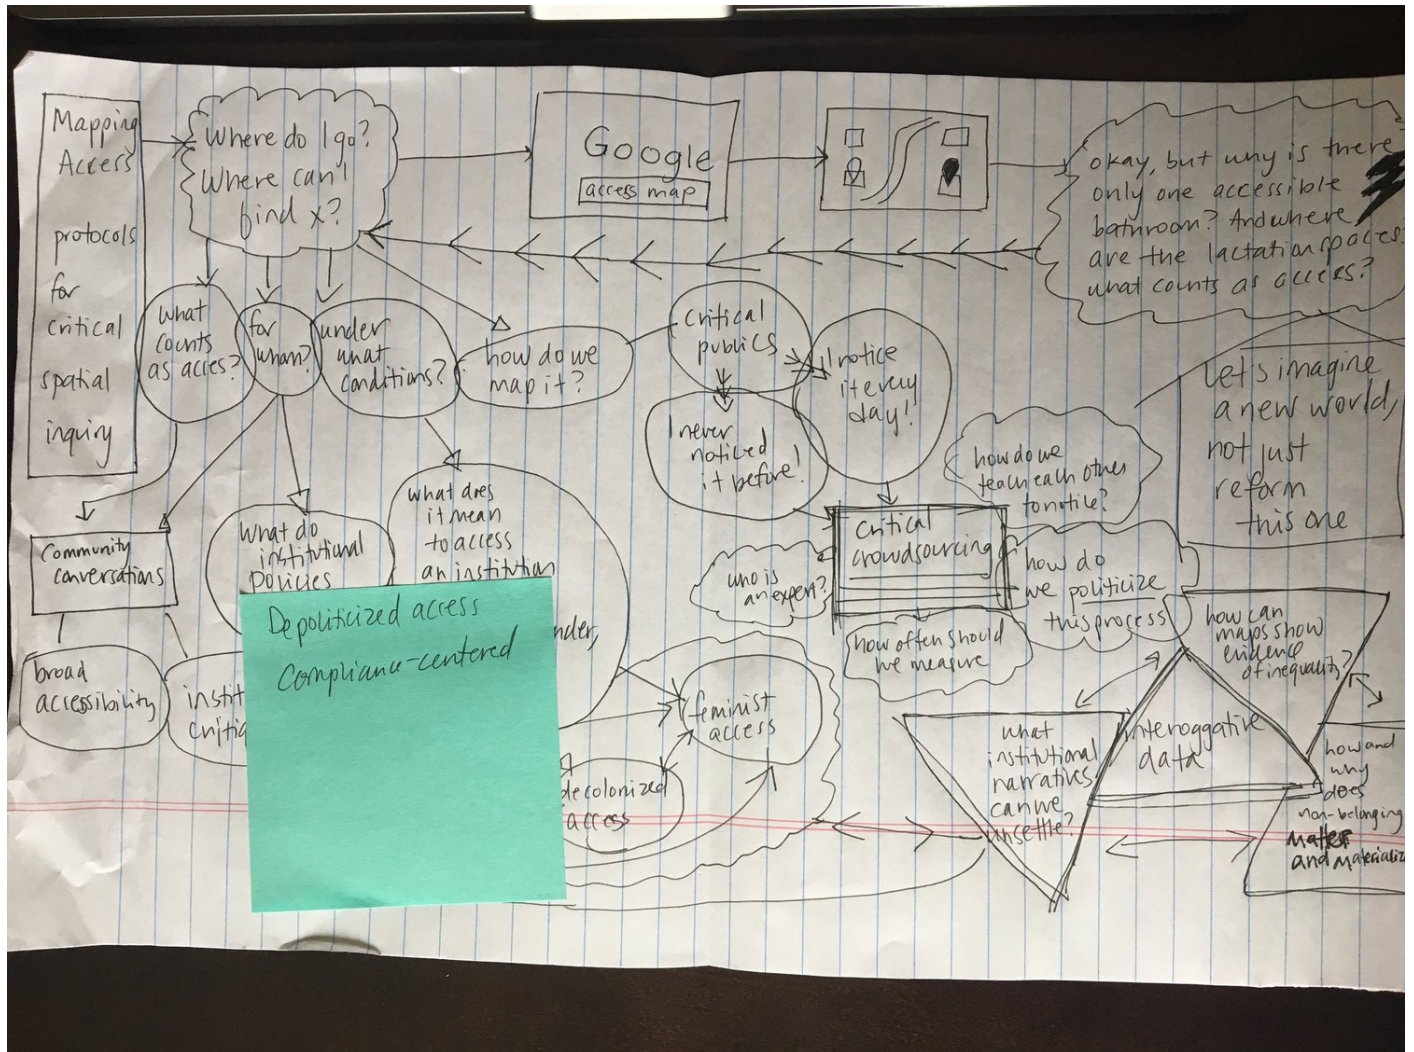 Mapping
Access
protocols
for
critical
spatial
inquiry
Where do I go?
Where can I
find x?
Google
access map
okay, but why is there
only one accessible
bathroom? And where
are the lactation spaces?
what counts as access?
what
counts
as acces?
for
whom?
under
what
conditions?
how do we
map it?
critical
publics
I notice
it every
day!
I never
noticed
it before!
Let's imagine
a new world,
not just
reform
this one
how do we
teach each other
to notice?
Critical
crowdsourcing
who is
an expert?
how do
we politicize
this process
how often should
we measure
Community
conversations
broad
accessibility
instit
critiq
What do
institutional
policies
what does
it mean
to access
an institution
nder,
Depoliticized access
Compliance-centered
feminist
access
decolonized
access
how can
maps show
evidence
of inequality?
interoggative
data
what
institutional
narratives
can we
unsettle?
how and
why
does
non-belonging
matter
and materializ